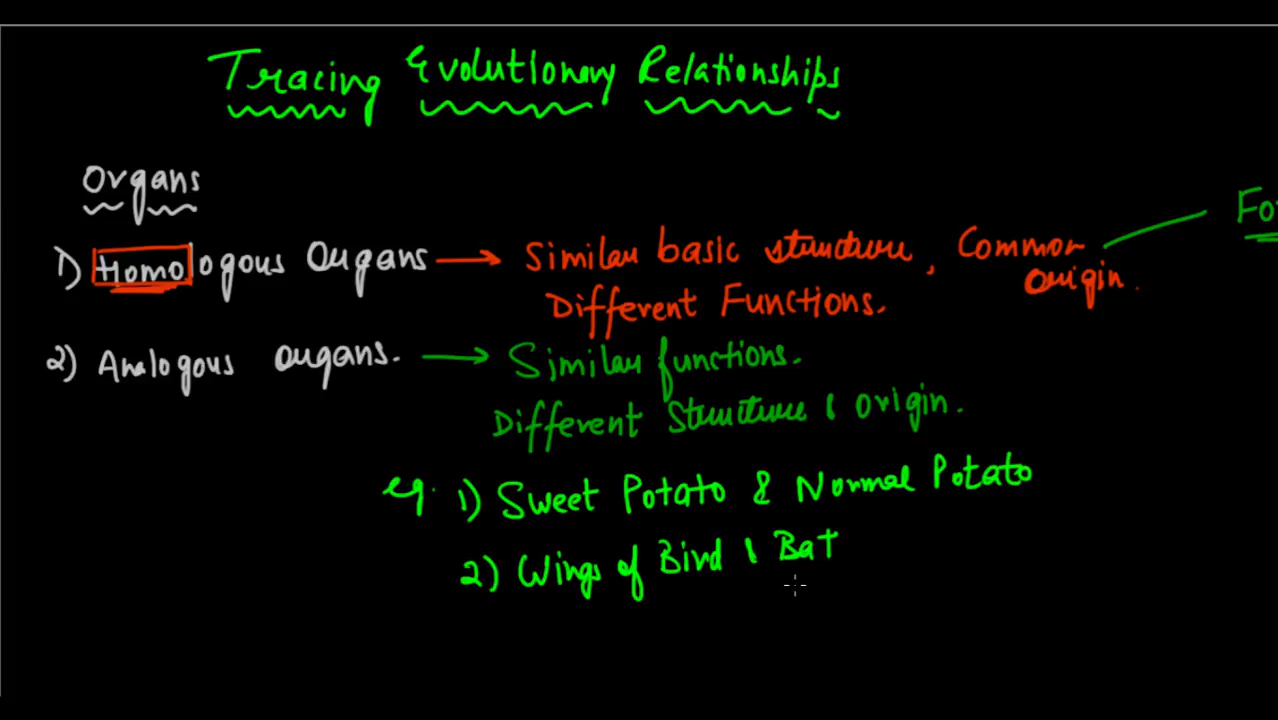 Tracing Evolutionary Relationships
Organs
1) Homologous Organs → Similar basic structure, Common origin.
Different Functions.
2) Analogous organs. → Similar functions.
Different Structure & origin.
eg. 1) Sweet Potato & Normal Potato
2) Wings of Bird & Bat